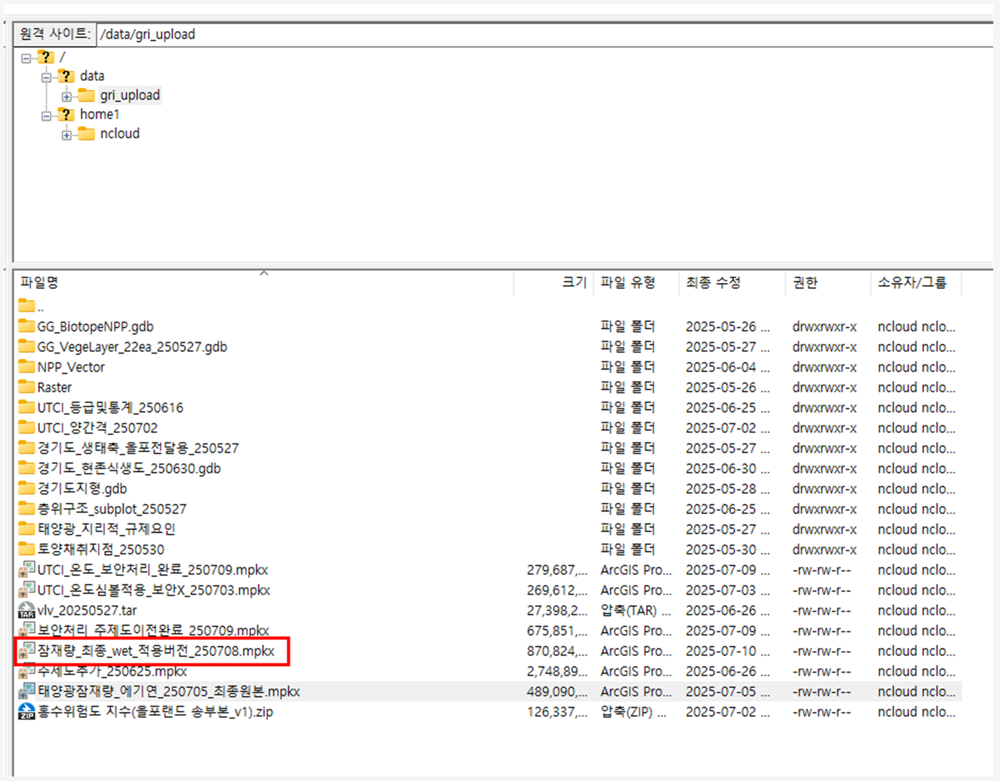 원격 사이트: /data/gri_upload
/
data
gri_upload
home1
ncloud
파일명 크기 파일 유형 최종 수정 권한 소유자/그룹
..
GG_BiotopeNPP.gdb 파일 폴더 2025-05-26 ... drwxrwxr-x ncloud nclo...
GG_VegeLayer_22ea_250527.gdb 파일 폴더 2025-05-27 ... drwxrwxr-x ncloud nclo...
NPP_Vector 파일 폴더 2025-06-04 ... drwxrwxr-x ncloud nclo...
Raster 파일 폴더 2025-05-26 ... drwxrwxr-x ncloud nclo...
UTCI_등급및통계_250616 파일 폴더 2025-06-25 ... drwxrwxr-x ncloud nclo...
UTCI_양간격_250702 파일 폴더 2025-07-02 ... drwxrwxr-x ncloud nclo...
경기도_생태축_올포전달용_250527 파일 폴더 2025-05-27 ... drwxrwxr-x ncloud nclo...
경기도_현존식생도_250630.gdb 파일 폴더 2025-06-30 ... drwxrwxr-x ncloud nclo...
경기도지형.gdb 파일 폴더 2025-05-28 ... drwxrwxr-x ncloud nclo...
층위구조_subplot_250527 파일 폴더 2025-06-25 ... drwxrwxr-x ncloud nclo...
태양광_지리적_규제요인 파일 폴더 2025-05-27 ... drwxrwxr-x ncloud nclo...
토양채취지점_250530 파일 폴더 2025-05-30 ... drwxrwxr-x ncloud nclo...
UTCI_온도_보안처리_완료_250709.mpkx 279,687,... ArcGIS Pro... 2025-07-09 ... -rw-rw-r-- ncloud nclo...
UTCI_온도심볼적용_보안X_250703.mpkx 269,612,... ArcGIS Pro... 2025-07-03 ... -rw-rw-r-- ncloud nclo...
TAR vlv_20250527.tar 27,398,2... 압축(TAR) ... 2025-06-26 ... -rw-rw-r-- ncloud nclo...
보안처리_주제도이전완료_250709.mpkx 675,851,... ArcGIS Pro... 2025-07-09 ... -rw-rw-r-- ncloud nclo...
잠재량_최종_wet_적용버전_250708.mpkx 870,824,... ArcGIS Pro... 2025-07-10 ... -rw-rw-r-- ncloud nclo...
주제도추가_250625.mpkx 2,748,89... ArcGIS Pro... 2025-06-26 ... -rw-rw-r-- ncloud nclo...
태양광잠재량_에기연_250705_최종원본.mpkx 489,090,... ArcGIS Pro... 2025-07-05 ... -rw-rw-r-- ncloud nclo...
ZIP 홍수위험도 지수(올포랜드 송부본_v1).zip 126,337,... 압축(ZIP) ... 2025-07-02 ... -rw-rw-r-- ncloud nclo...